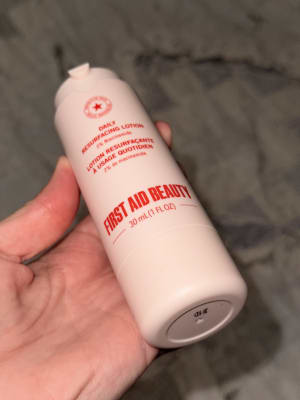 DAILY
RESURFACING LOTION
2% Niacinamide
LOTION RESURFAÇANTE
À USAGE QUOTIDIEN
2% de niacinamide
FIRST AID BEAUTY
30 mL (1 FL OZ)